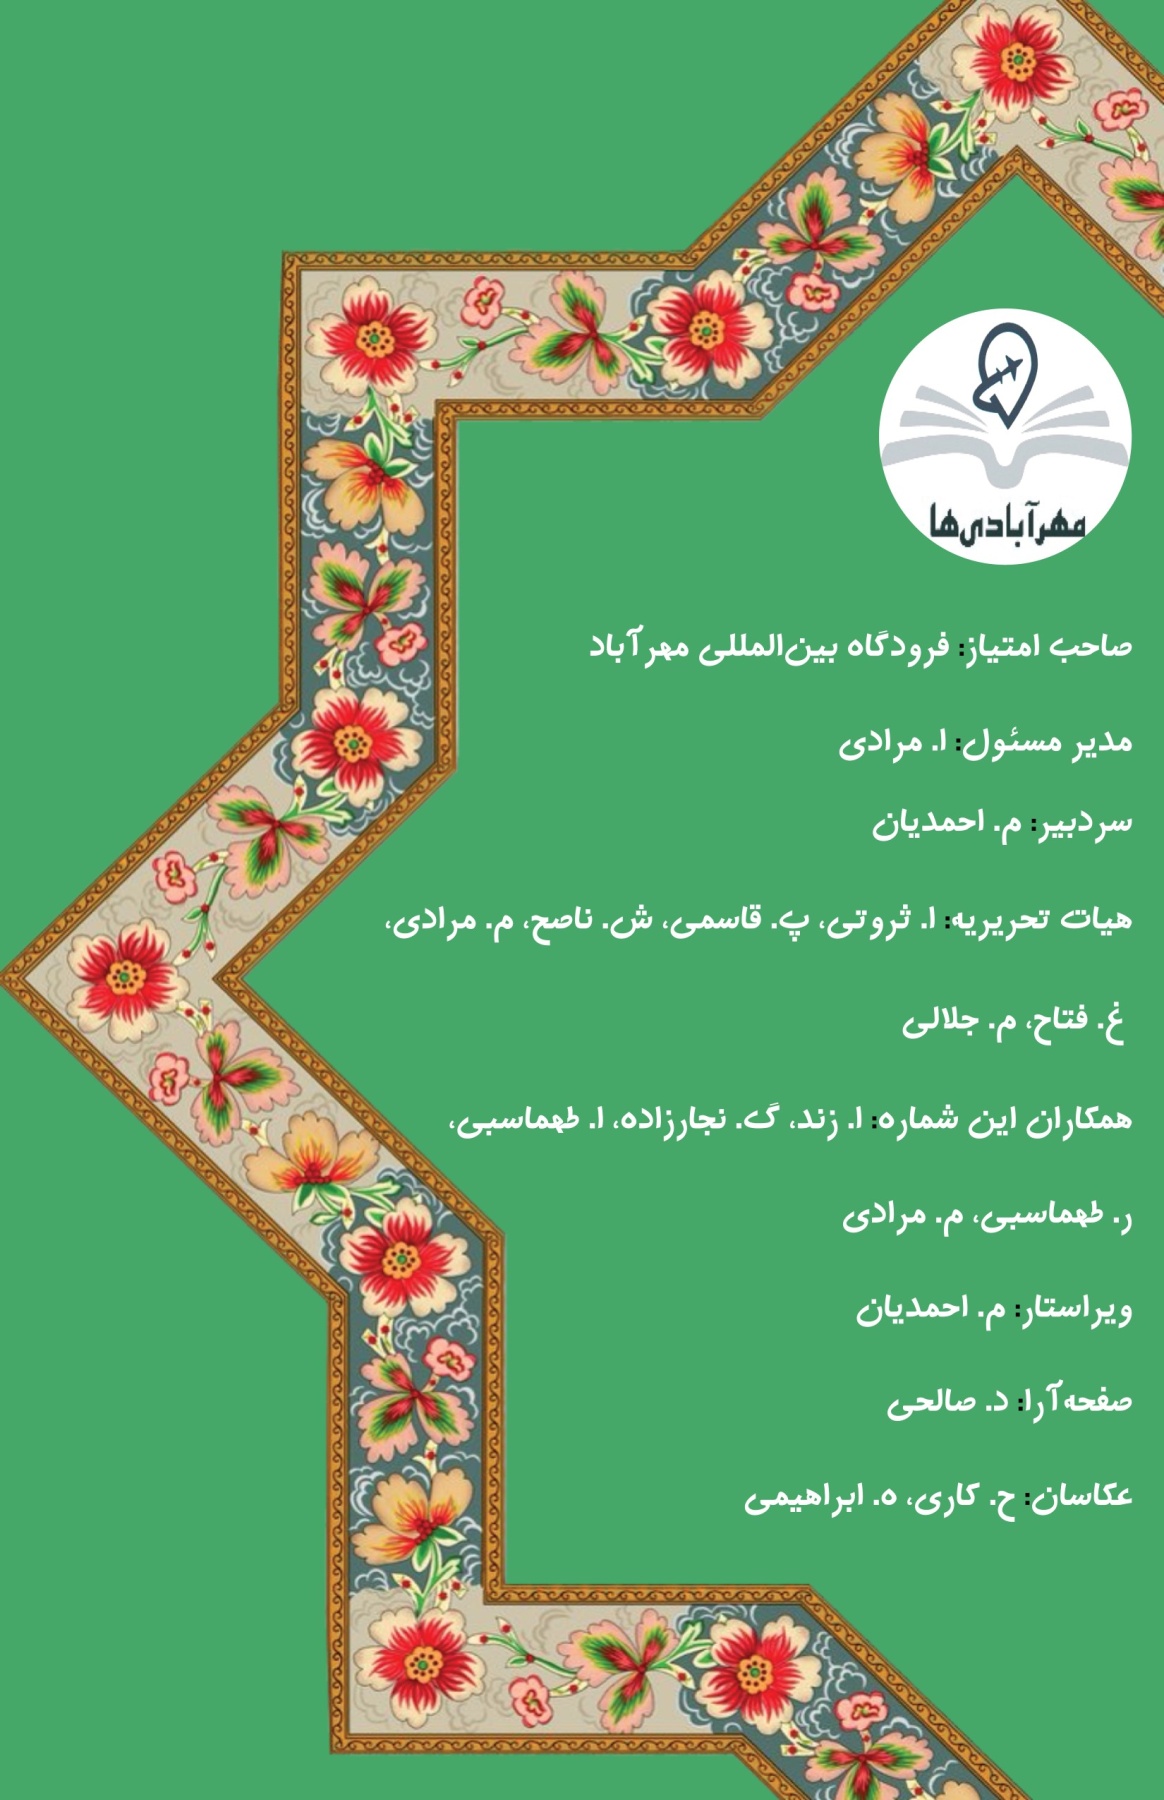 مهرآبادی‌ها
صاحب امتیاز: فرودگاه بین‌المللی مهرآباد
مدیر مسئول: ا. مرادی
سردبیر: م. احمدیان
هیات تحریریه: ا. ثروتی، پ. قاسمی، ش. ناصح، م. مرادی،
غ. فتاح، م. جلالی
همکاران این شماره: ا. زند، گ. نجارزاده، ا. طهماسبی،
ر. طهماسبی، م. مرادی
ویراستار: م. احمدیان
صفحه‌آرا: د. صالحی
عکاسان: ح. کاری، ه. ابراهیمی